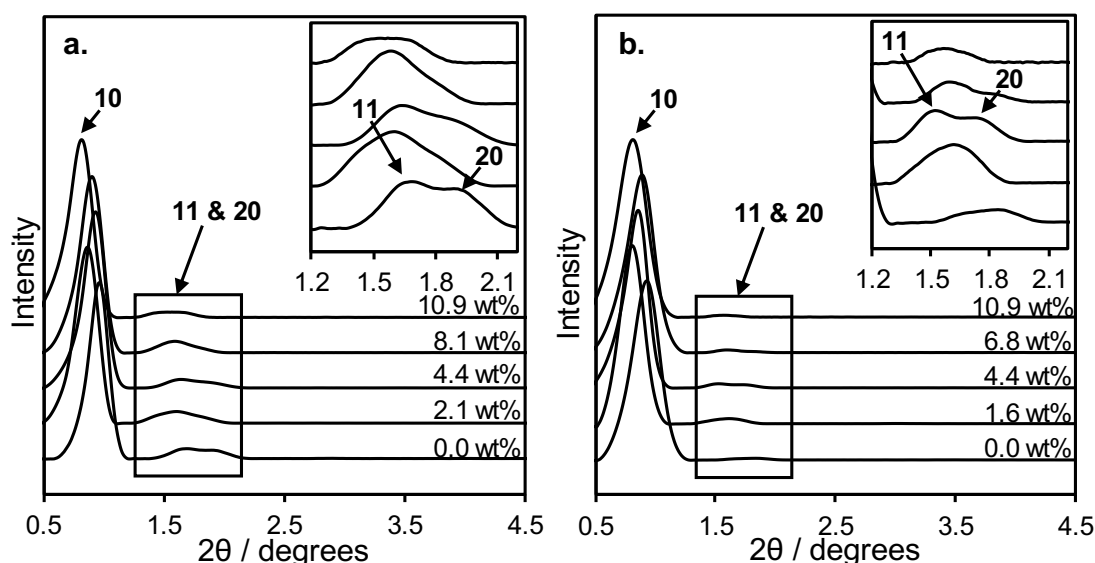 a.
10
11
20
1.2 1.5 1.8 2.1
11 & 20
10.9 wt%
8.1 wt%
4.4 wt%
2.1 wt%
0.0 wt%
Intensity
0.5 1.5 2.5 3.5 4.5
2θ / degrees
b.
10
11
20
1.2 1.5 1.8 2.1
11 & 20
10.9 wt%
6.8 wt%
4.4 wt%
1.6 wt%
0.0 wt%
Intensity
0.5 1.5 2.5 3.5 4.5
2θ / degrees